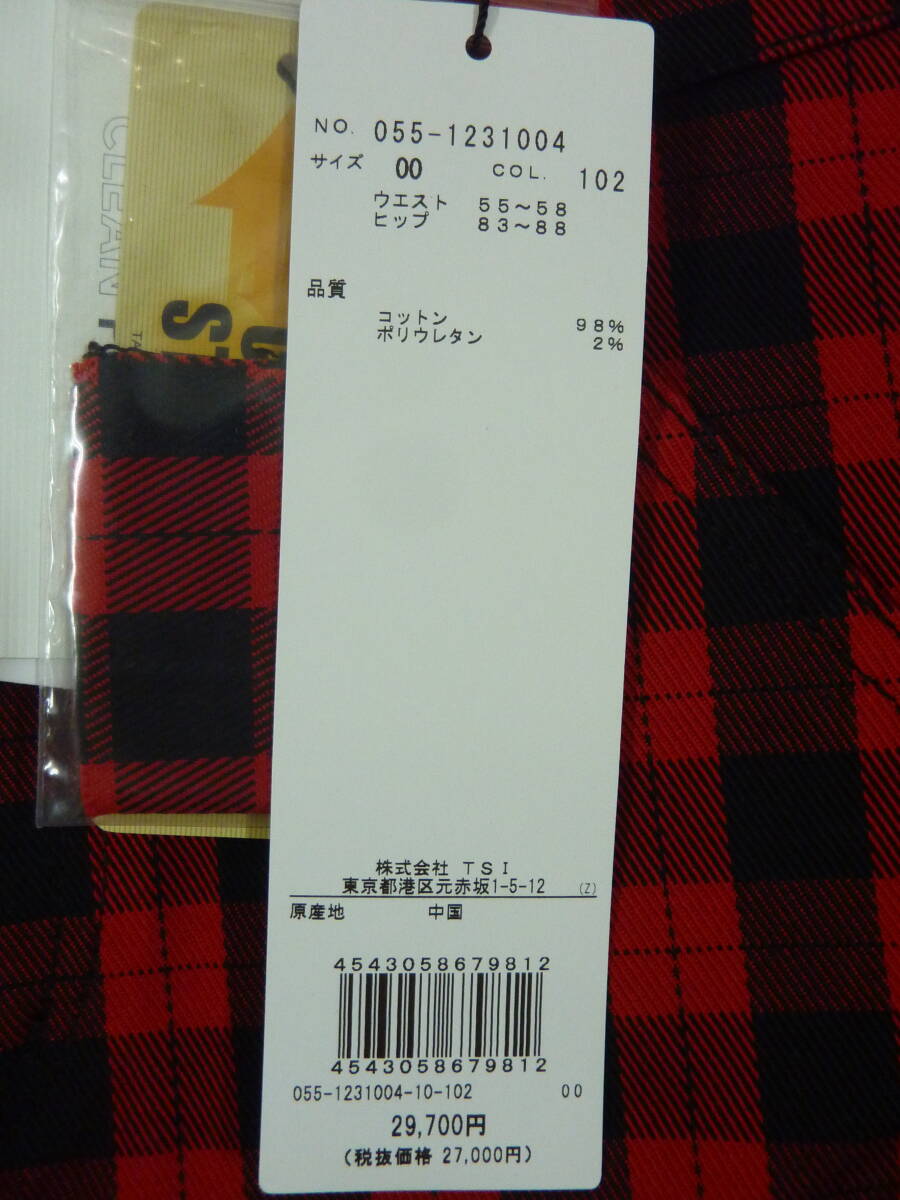 NO. 055-1231004
サイズ 00 COL. 102
ウエスト 55～58
ヒップ 83～88
品質
コットン 98%
ポリウレタン 2%
株式会社 TSI
東京都港区元赤坂1-5-12 (Z)
原産地 中国
4543058679812
4543058679812
055-1231004-10-102 00
29,700円
(税抜価格 27,000円)
CLEAN